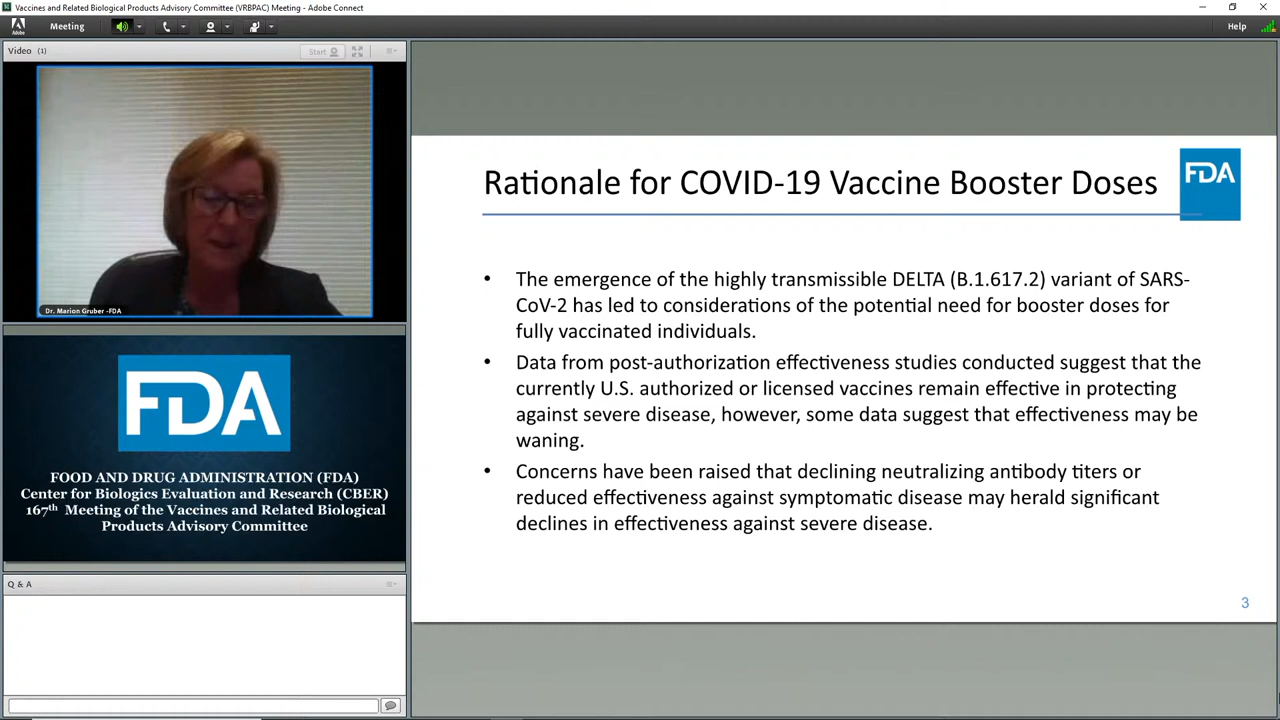 Vaccines and Related Biological Products Advisory Committee (VRBPAC) Meeting - Adobe Connect
Adobe
Meeting
Help
Video (1)
Start
Dr. Marion Gruber -FDA
FDA
FOOD AND DRUG ADMINISTRATION (FDA)
Center for Biologics Evaluation and Research (CBER)
167th Meeting of the Vaccines and Related Biological
Products Advisory Committee
Q & A
Rationale for COVID-19 Vaccine Booster Doses
FDA
• The emergence of the highly transmissible DELTA (B.1.617.2) variant of SARS-
CoV-2 has led to considerations of the potential need for booster doses for
fully vaccinated individuals.
• Data from post-authorization effectiveness studies conducted suggest that the
currently U.S. authorized or licensed vaccines remain effective in protecting
against severe disease, however, some data suggest that effectiveness may be
waning.
• Concerns have been raised that declining neutralizing antibody titers or
reduced effectiveness against symptomatic disease may herald significant
declines in effectiveness against severe disease.
3